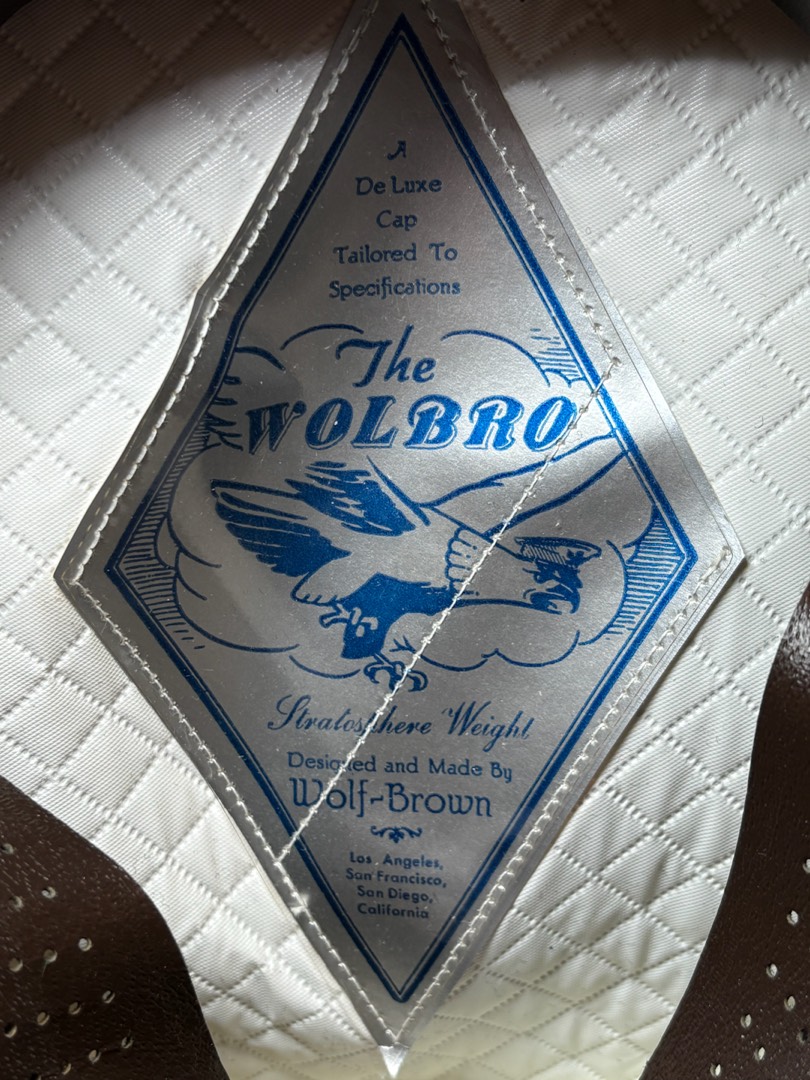 A
De Luxe
Cap
Tailored To
Specifications
The
WOLBRO
Stratosphere Weight
Designed and Made By
Wolf-Brown
Los Angeles,
San Francisco,
San Diego,
California